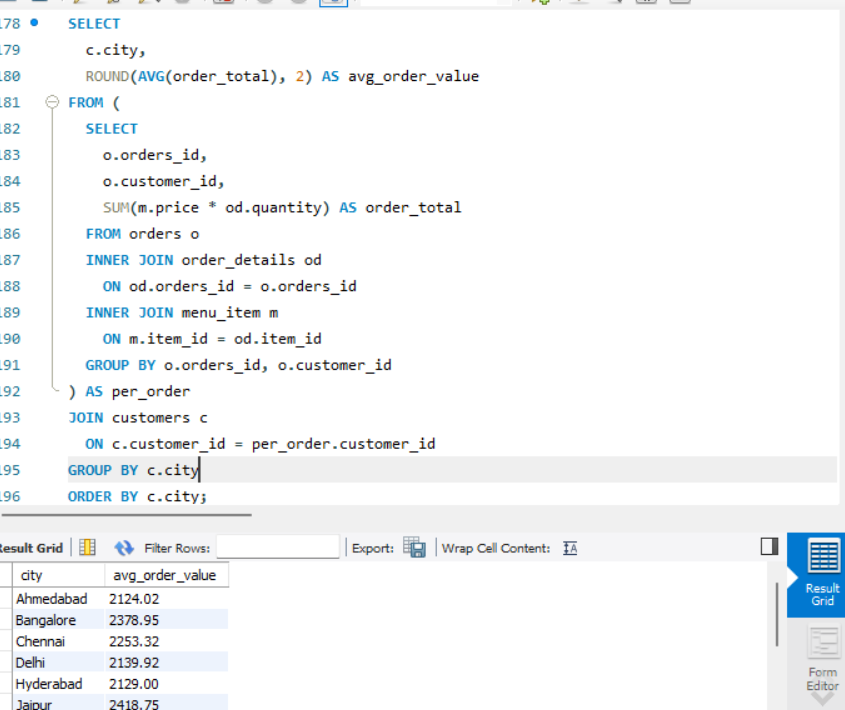 178 SELECT
179 c.city,
180 ROUND(AVG(order_total), 2) AS avg_order_value
181 FROM (
182 SELECT
183 o.orders_id,
184 o.customer_id,
185 SUM(m.price * od.quantity) AS order_total
186 FROM orders o
187 INNER JOIN order_details od
188 ON od.orders_id = o.orders_id
189 INNER JOIN menu_item m
190 ON m.item_id = od.item_id
191 GROUP BY o.orders_id, o.customer_id
192 ) AS per_order
193 JOIN customers c
194 ON c.customer_id = per_order.customer_id
195 GROUP BY c.city
196 ORDER BY c.city;
Result Grid Filter Rows: Export: Wrap Cell Content: IA
city avg_order_value
Ahmedabad 2124.02
Bangalore 2378.95
Chennai 2253.32
Delhi 2139.92
Hyderabad 2129.00
Jaipur 2418.75
Result
Grid
Form
Editor